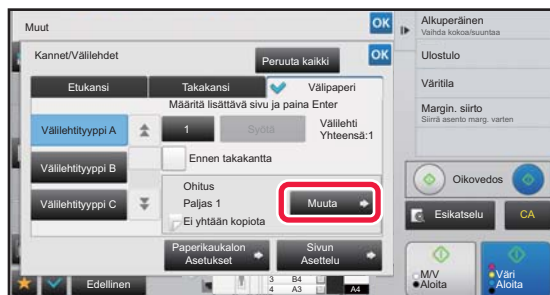 Muut
OK
Kannet/Välilehdet
Peruuta kaikki
OK
Etukansi
Takakansi
Välipaperi
Määritä lisättävä sivu ja paina Enter
Välilehtityyppi A
1
Syötä
Välilehti
Yhteensä:1
Välilehtityyppi B
Ennen takakantta
Välilehtityyppi C
Ohitus
Paljas 1
Ei yhtään kopiota
Muuta
Paperikaukalon
Asetukset
Sivun
Asettelu
Edellinen
3 B4
4 A3
A4
Alkuperäinen
Vaihda kokoa/suuntaa
Ulostulo
Väritila
Margin. siirto
Siirrä asento marg. varten
Oikovedos
Esikatselu
CA
M/V
Aloita
Väri
Aloita